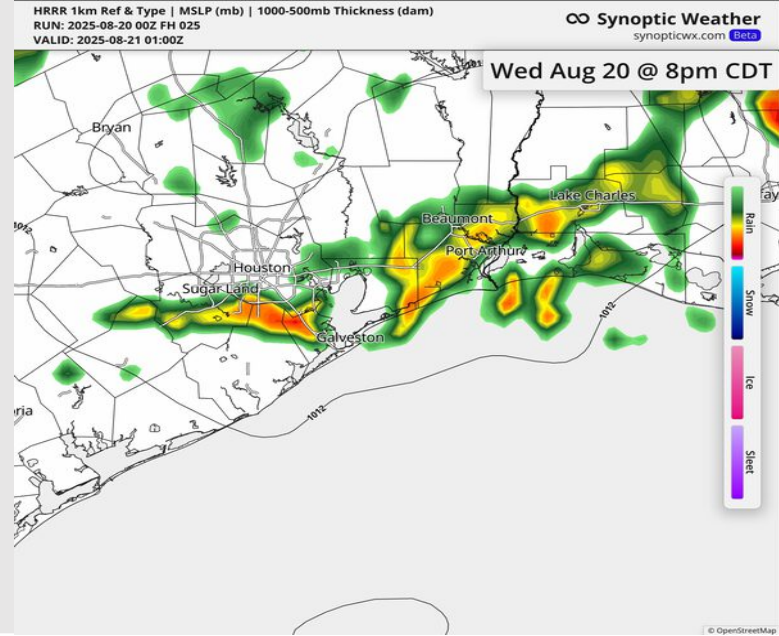 HRRR 1km Ref & Type | MSLP (mb) | 1000-500mb Thickness (dam)
RUN: 2025-08-20 00Z FH 025
VALID: 2025-08-21 01:00Z
Synoptic Weather
synopticwx.com Beta
Wed Aug 20 @ 8pm CDT
Bryan
1012
Lake Charles
Beaumont
Port Arthur
Houston
Sugar Land
Galveston
1012
1012
ria
Rain
Snow
Ice
Sleet
© OpenStreetMap